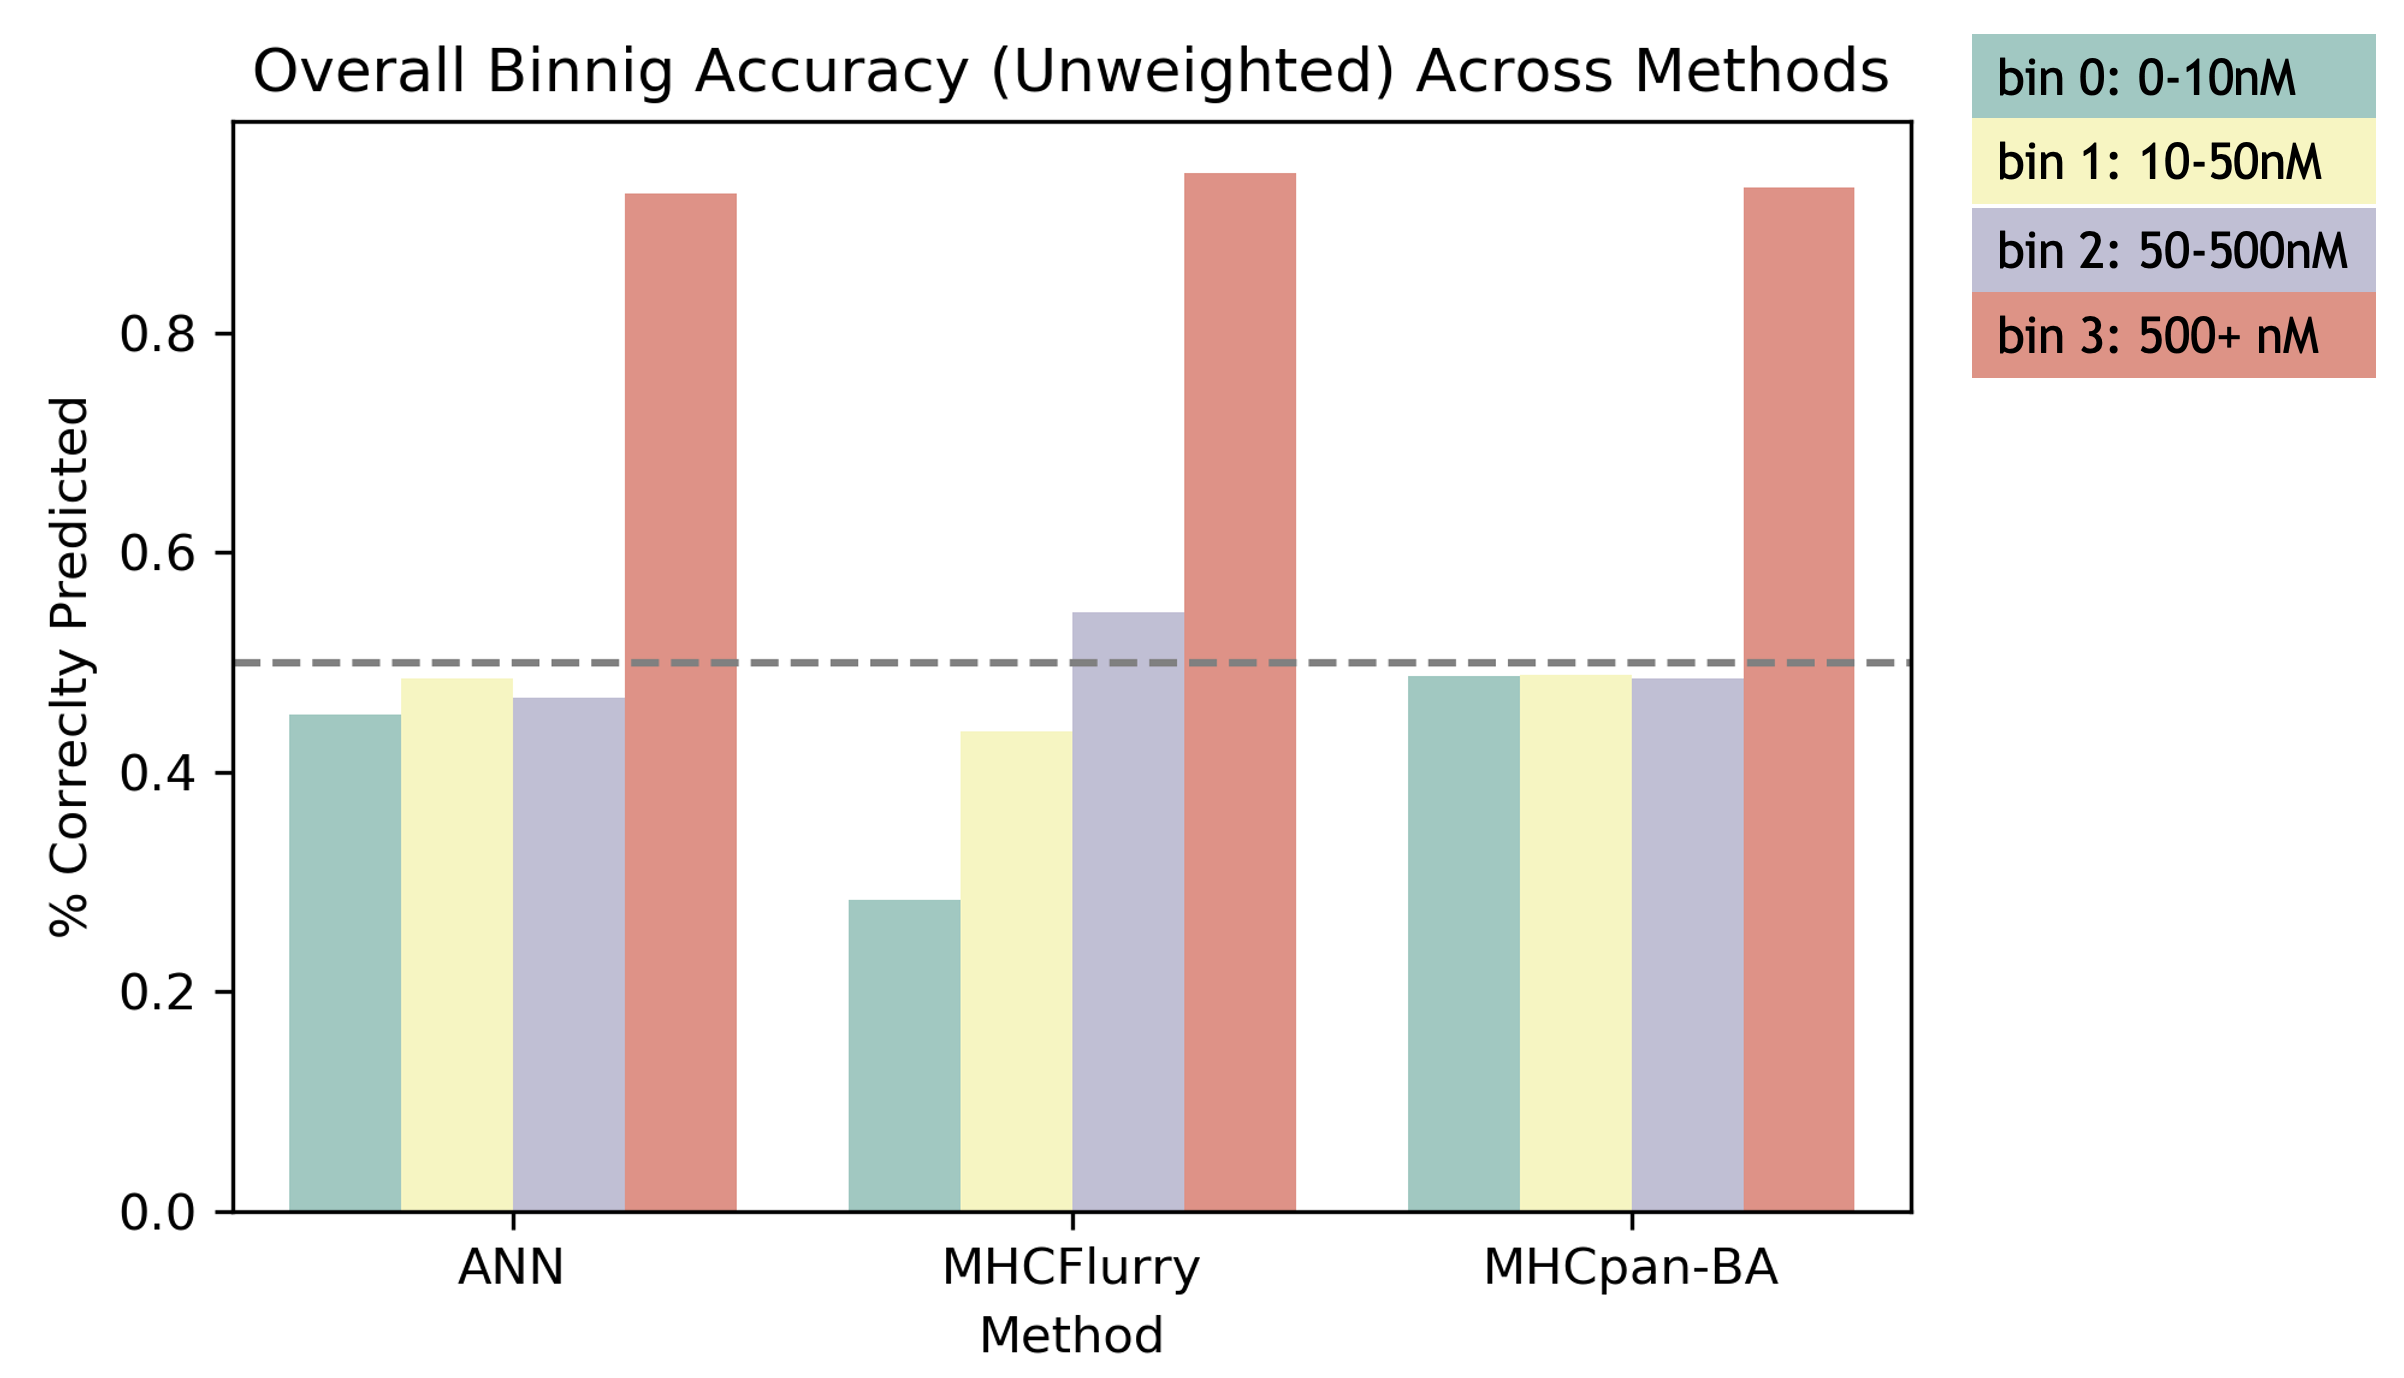 Overall Binnig Accuracy (Unweighted) Across Methods
bin 0: 0-10nM
bin 1: 10-50nM
bin 2: 50-500nM
bin 3: 500+ nM
% Correclty Predicted
0.8
0.6
0.4
0.2
0.0
ANN
MHCFlurry
MHCpan-BA
Method